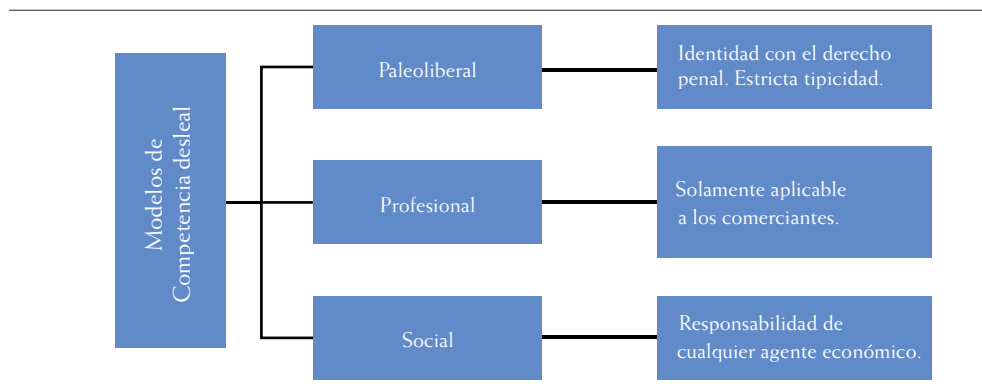 Modelos de
Competencia desleal
Paleoliberal
Identidad con el derecho
penal. Estricta tipicidad.
Profesional
Solamente aplicable
a los comerciantes.
Social
Responsabilidad de
cualquier agente económico.